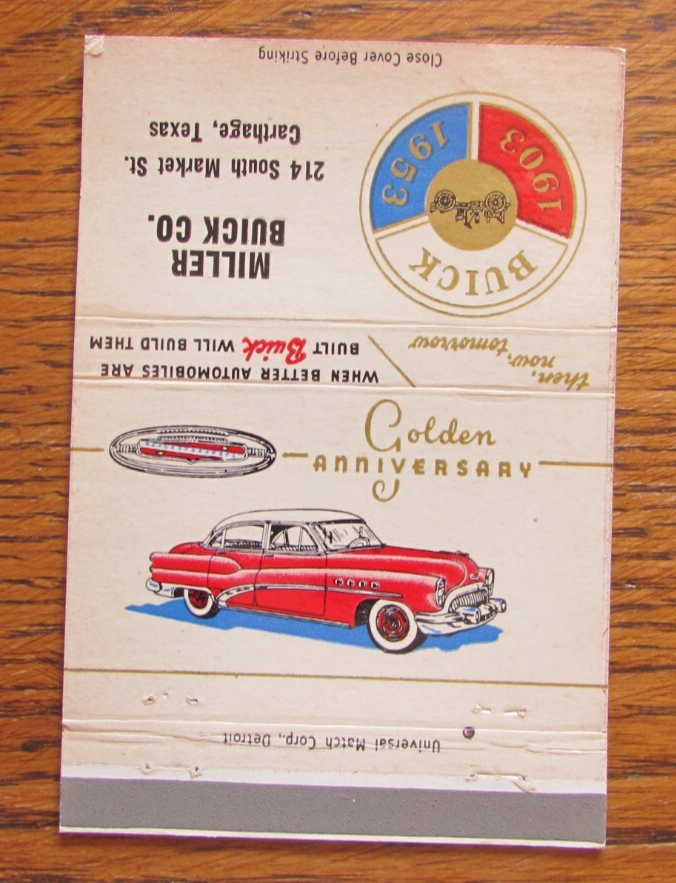 Close Cover Before Striking
MILLER
BUICK CO.
214 South Market St.
Carthage, Texas
BUICK
1903
1953
WHEN BETTER AUTOMOBILES ARE
BUILT Buick WILL BUILD THEM
then,
now,
tomorrow
Golden
ANNIVERSARY
Universal Match Corp., Detroit